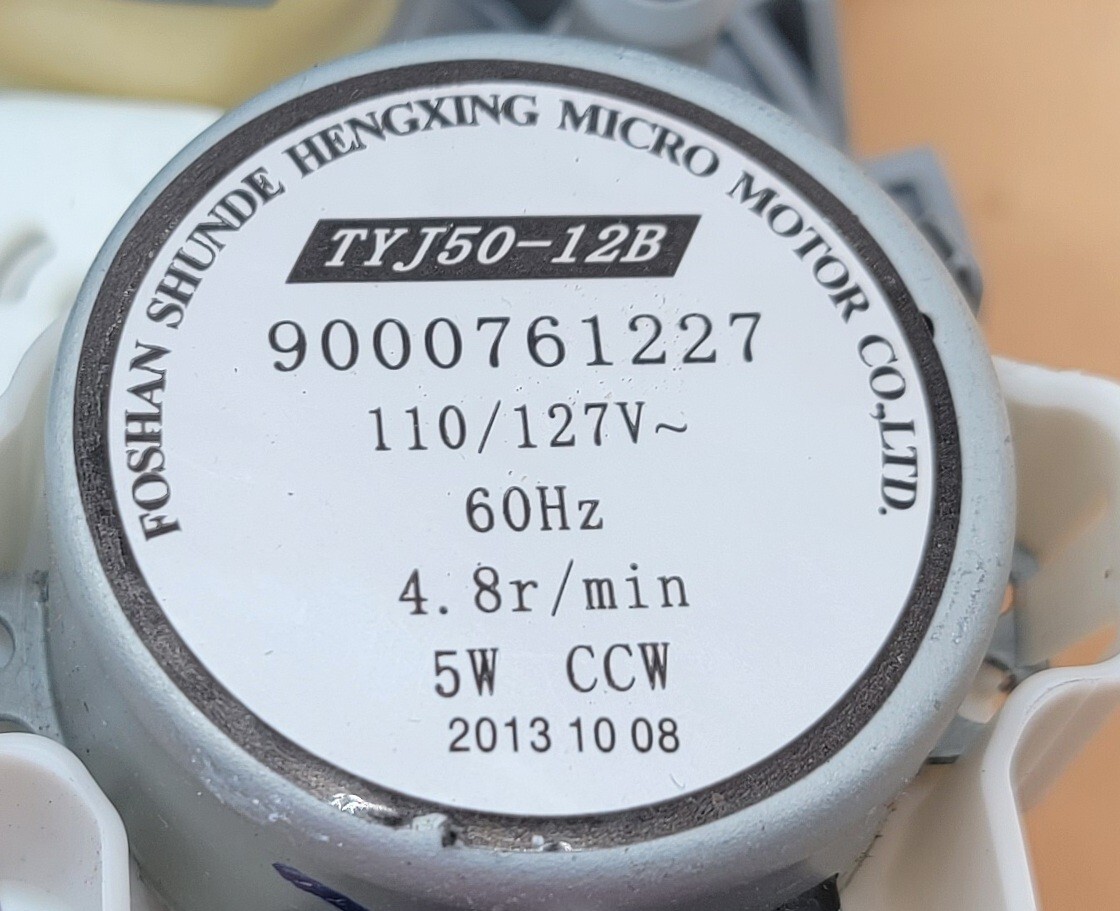 FOSHAN SHUNDE HENGXING MICRO MOTOR CO.,LTD.
TYJ50-12B
9000761227
110/127V~
60Hz
4.8r/min
5W CCW
2013 10 08